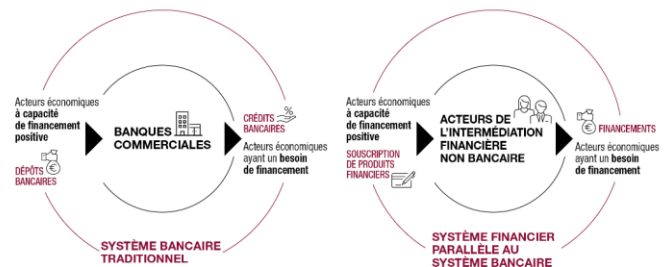 Acteurs économiques
à capacité
de financement
positive
DÉPÔTS
BANCAIRES
BANQUES
COMMERCIALES
%
CRÉDITS
BANCAIRES
Acteurs économiques
ayant un besoin
de financement
SYSTÈME BANCAIRE
TRADITIONNEL
Acteurs économiques
à capacité
de financement
positive
SOUSCRIPTION
DE PRODUITS
FINANCIERS
ACTEURS DE
L'INTERMÉDIATION
FINANCIÈRE
NON BANCAIRE
FINANCEMENTS
Acteurs économiques
ayant un besoin
de financement
SYSTÈME FINANCIER
PARALLÈLE AU
SYSTÈME BANCAIRE